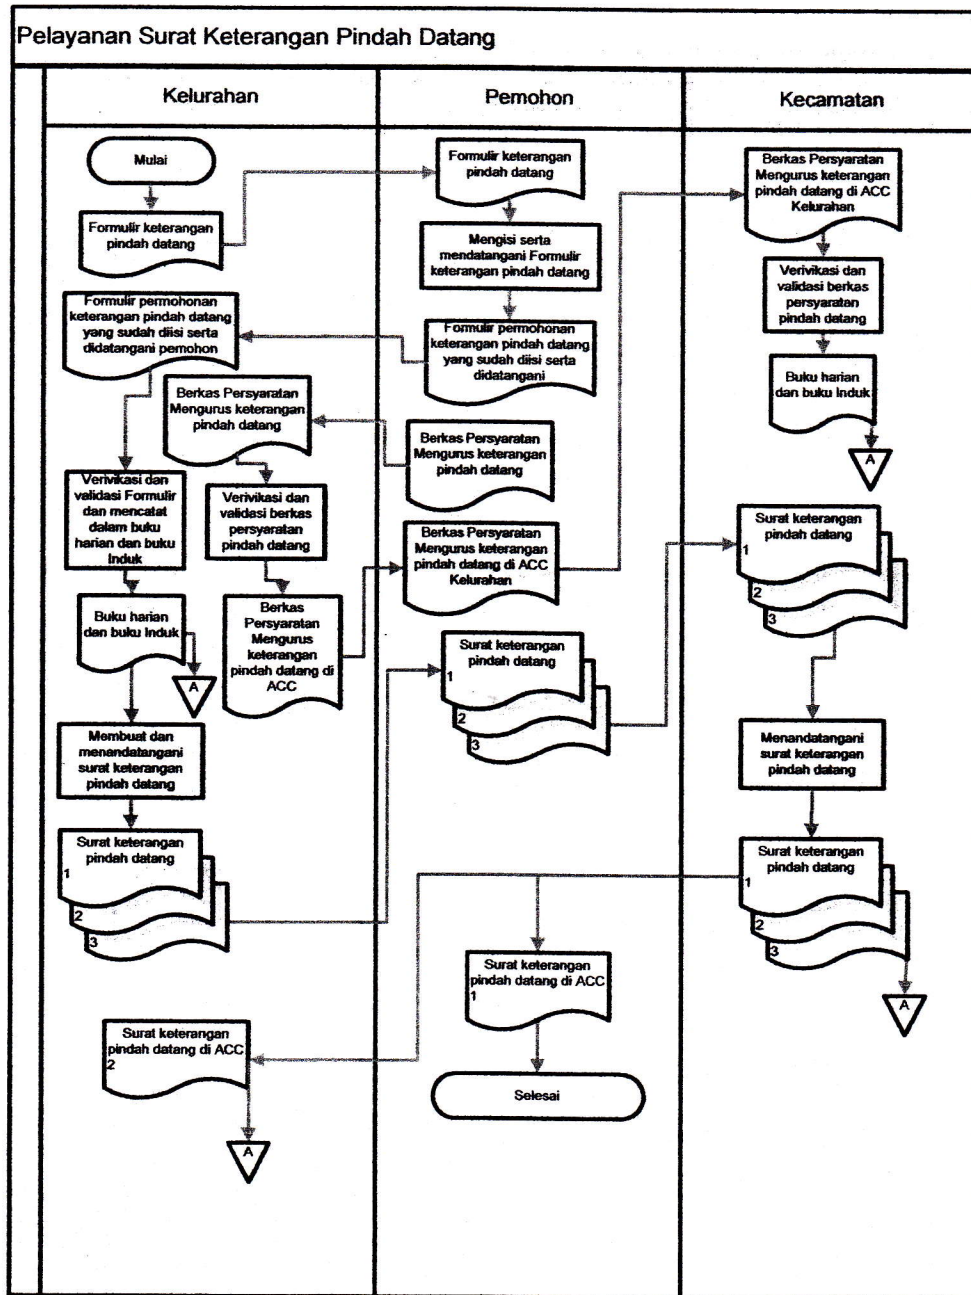 Pelayanan Surat Keterangan Pindah Datang
Kelurahan
Pemohon
Kecamatan
Mulai
Formulir keterangan
pindah datang
Formulir permohonan
keterangan pindah datang
yang sudah diisi serta
didatangani pemohon
Berkas Persyaratan
Mengurus keterangan
pindah datang
Verivikasi dan
validasi Formulir
dan mencatat
dalam buku
harian dan buku
Induk
Verivikasi dan
validasi berkas
persyaratan
pindah datang
Buku harian
dan buku Induk
A
Berkas
Persyaratan
Mengurus
keterangan
pindah datang di
ACC
Membuat dan
menandatangani
surat keterangan
pindah datang
Surat keterangan
pindah datang
1
2
3
Surat keterangan
pindah datang di ACC
2
A
Formulir keterangan
pindah datang
Mengisi serta
mendatangani Formulir
keterangan pindah datang
Formulir permohonan
keterangan pindah datang
yang sudah diisi serta
didatangani
Berkas Persyaratan
Mengurus keterangan
pindah datang
Berkas Persyaratan
Mengurus keterangan
pindah datang di ACC
Kelurahan
Surat keterangan
pindah datang
1
2
3
Surat keterangan
pindah datang di ACC
1
Selesai
Berkas Persyaratan
Mengurus keterangan
pindah datang di ACC
Kelurahan
Verivikasi dan
validasi berkas
persyaratan
pindah datang
Buku harian
dan buku Induk
A
Surat keterangan
pindah datang
1
2
3
Menandatangani
surat keterangan
pindah datang
Surat keterangan
pindah datang
1
2
3
A